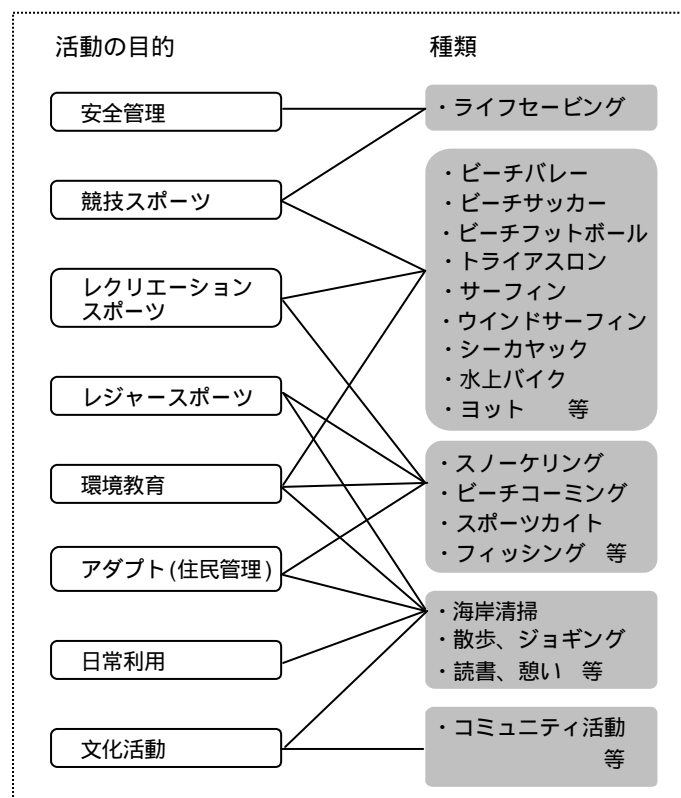 活動の目的
種類
安全管理
競技スポーツ
レクリエーション
スポーツ
レジャースポーツ
環境教育
アダプト(住民管理)
日常利用
文化活動
・ライフセービング
・ビーチバレー
・ビーチサッカー
・ビーチフットボール
・トライアスロン
・サーフィン
・ウインドサーフィン
・シーカヤック
・水上バイク
・ヨット　等
・スノーケリング
・ビーチコーミング
・スポーツカイト
・フィッシング　等
・海岸清掃
・散歩、ジョギング
・読書、憩い　等
・コミュニティ活動
等